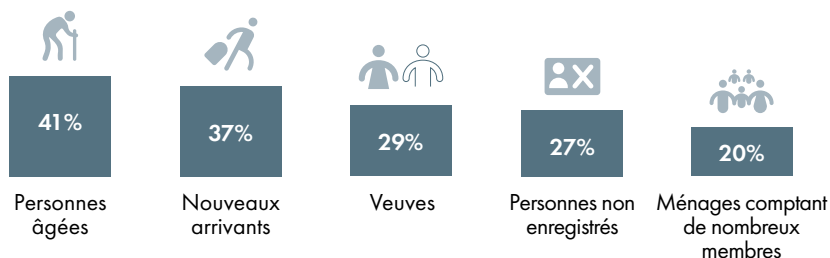 41%
37%
29%
27%
20%
Personnes
âgées
Nouveaux
arrivants
Veuves
Personnes non
enregistrés
Ménages comptant
de nombreux
membres